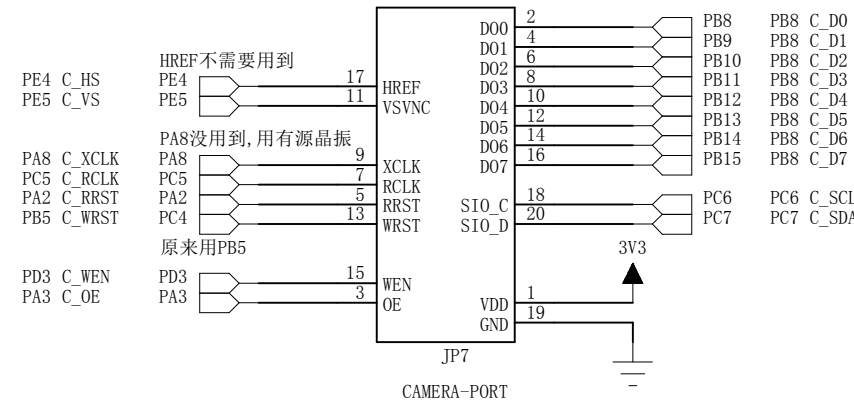 2 PB8 PB8 C_D0
DO0
4 PB9 PB8 C_D1
DO1
6 PB10 PB8 C_D2
DO2
HREF不需要用到
PE4 C_HS PE4 17 HREF
8 PB11 PB8 C_D3
DO3
PE5 C_VS PE5 11 VSVNC
10 PB12 PB8 C_D4
DO4
12 PB13 PB8 C_D5
DO5
14 PB14 PB8 C_D6
DO6
16 PB15 PB8 C_D7
DO7
PA8没用到,用有源晶振
PA8 C_XCLK PA8 9 XCLK
PC5 C_RCLK PC5 7 RCLK
PA2 C_RRST PA2 5 RRST
SIO_C 18 PC6 PC6 C_SCL
PB5 C_WRST PC4 13 WRST
SIO_D 20 PC7 PC7 C_SDA
原来用PB5
3V3
PD3 C_WEN PD3 15 WEN
PA3 C_OE PA3 3 OE
VDD 1
GND 19
JP7
CAMERA-PORT